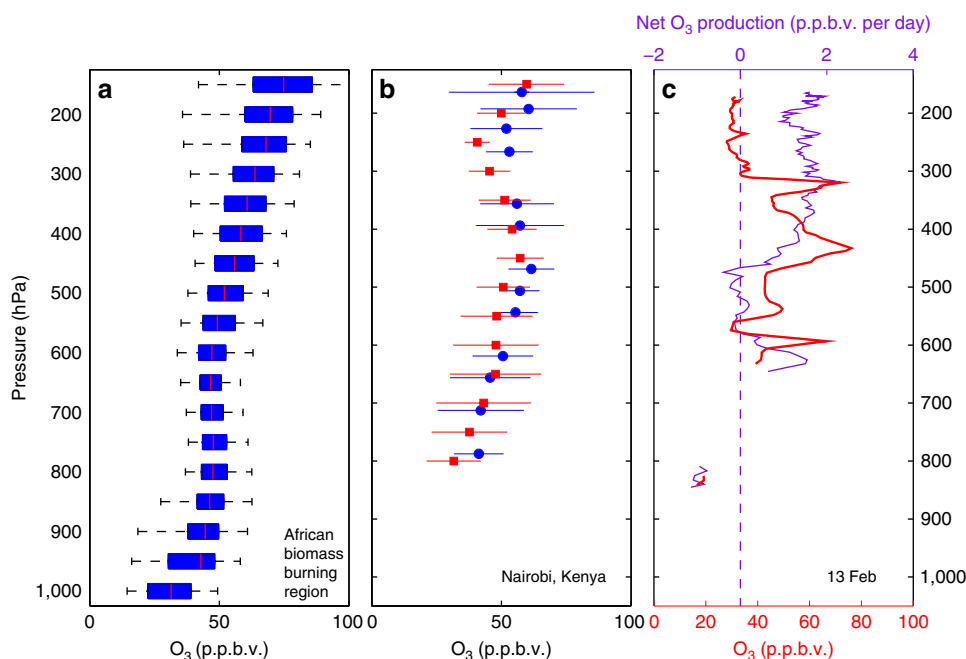 Net O3 production (p.p.b.v. per day)
−2 0 2 4
a
b
c
200
300
400
500
600
700
800
900
1,000
Pressure (hPa)
African
biomass
burning
region
Nairobi, Kenya
13 Feb
200
300
400
500
600
700
800
900
1,000
0 50 100
0 50 100
0 20 40 60 80 100
O3 (p.p.b.v.)
O3 (p.p.b.v.)
O3 (p.p.b.v.)